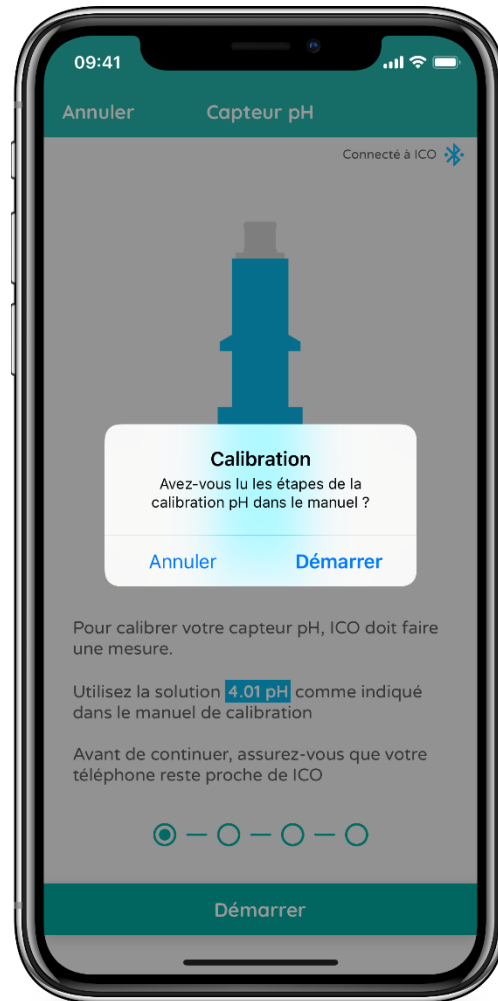 09:41
Annuler Capteur pH
Connecté à ICO
Calibration
Avez-vous lu les étapes de la
calibration pH dans le manuel ?
Annuler Démarrer
Pour calibrer votre capteur pH, ICO doit faire
une mesure.
Utilisez la solution 4.01 pH comme indiqué
dans le manuel de calibration
Avant de continuer, assurez-vous que votre
téléphone reste proche de ICO
Démarrer